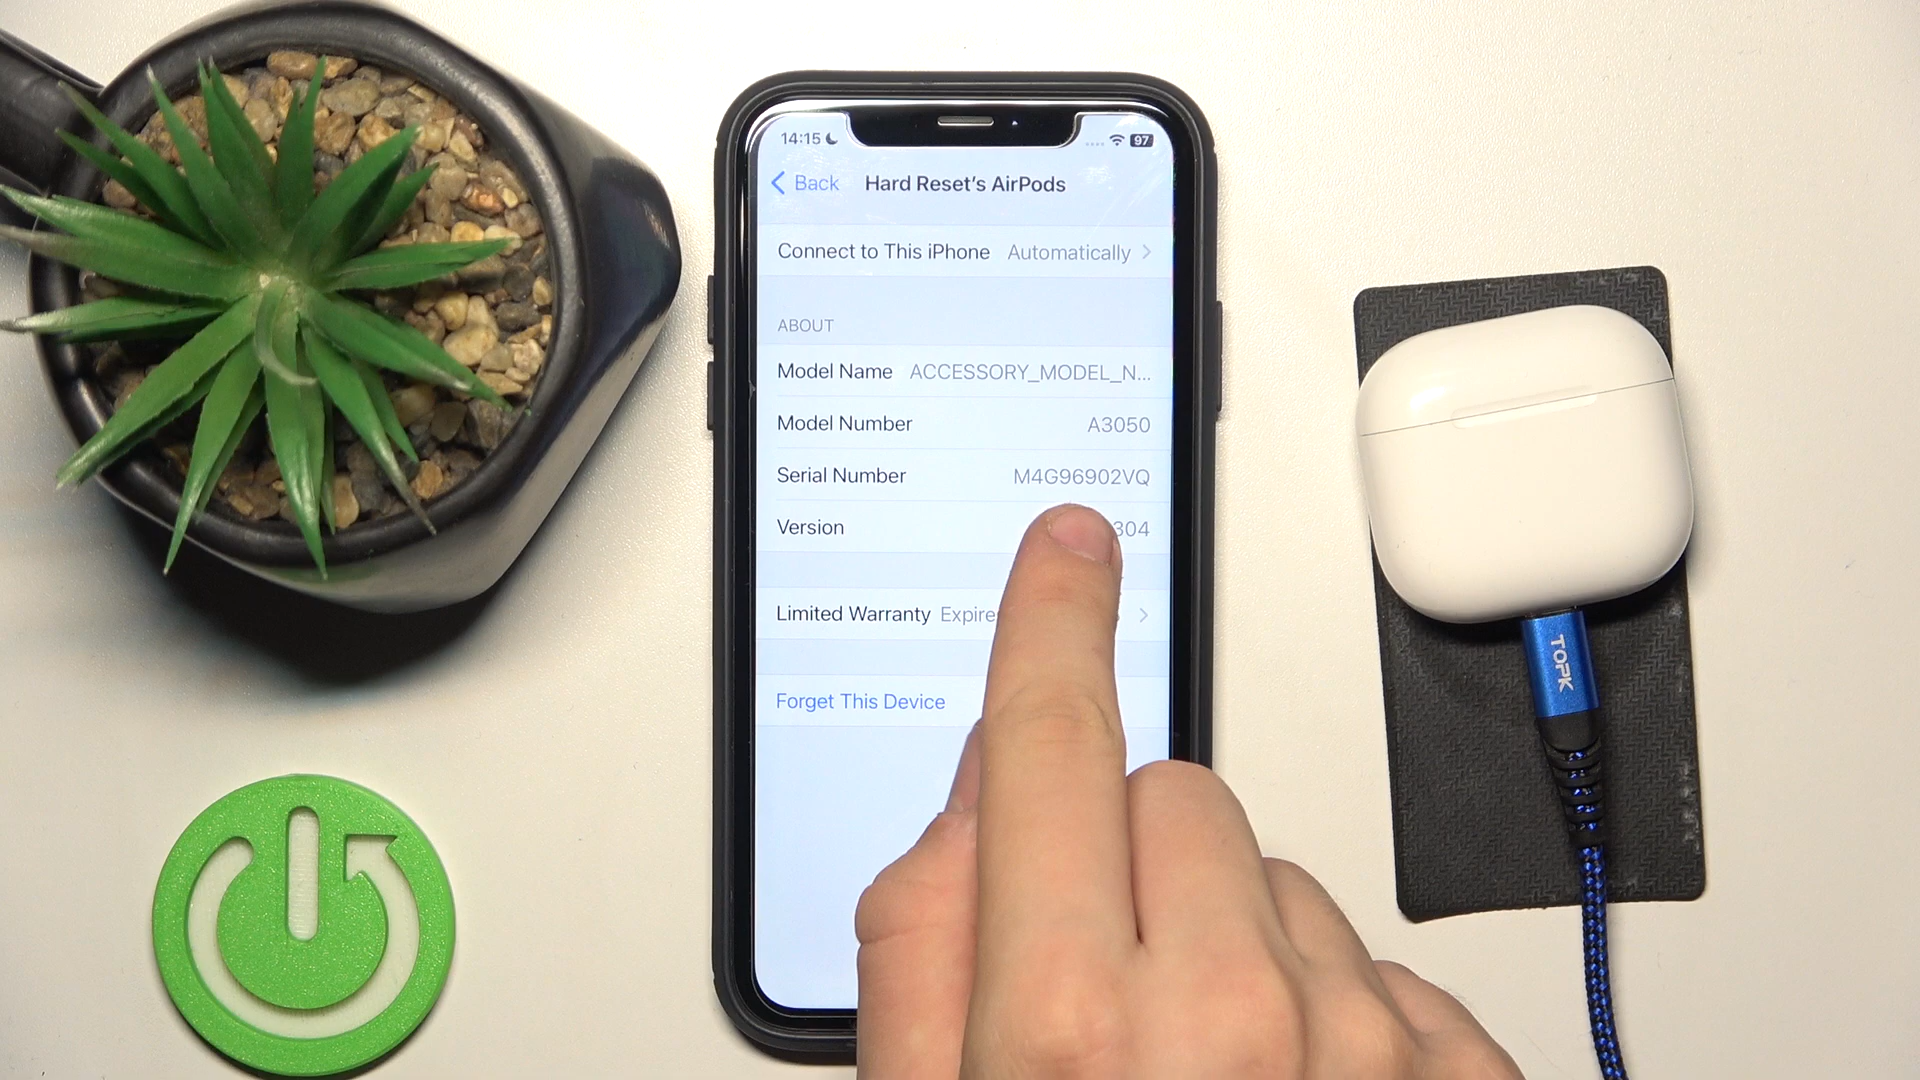 14:15 97
Back Hard Reset's AirPods
Connect to This iPhone Automatically
ABOUT
Model Name ACCESSORY_MODEL_N...
Model Number A3050
Serial Number M4G96902VQ
Version 304
Limited Warranty
Forget This Device
TOPK